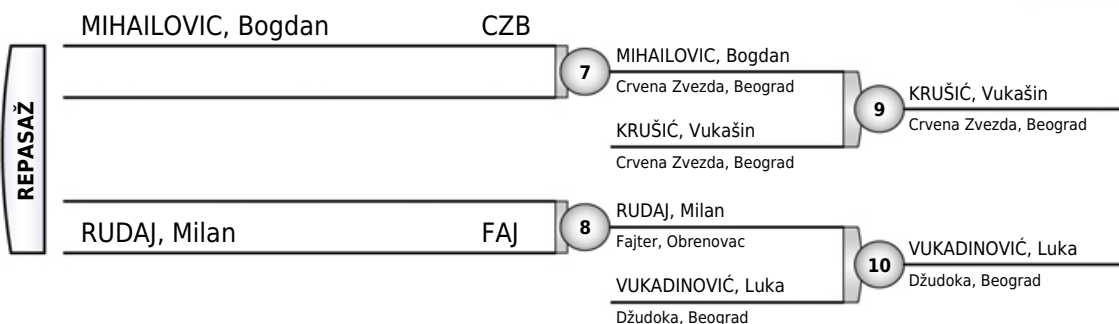 MIHAILOVIC, Bogdan CZB
REPASAŽ
7
MIHAILOVIC, Bogdan
Crvena Zvezda, Beograd
KRUŠIĆ, Vukašin
Crvena Zvezda, Beograd
9
KRUŠIĆ, Vukašin
Crvena Zvezda, Beograd
RUDAJ, Milan FAJ
8
RUDAJ, Milan
Fajter, Obrenovac
VUKADINOVIĆ, Luka
Džudoka, Beograd
10
VUKADINOVIĆ, Luka
Džudoka, Beograd